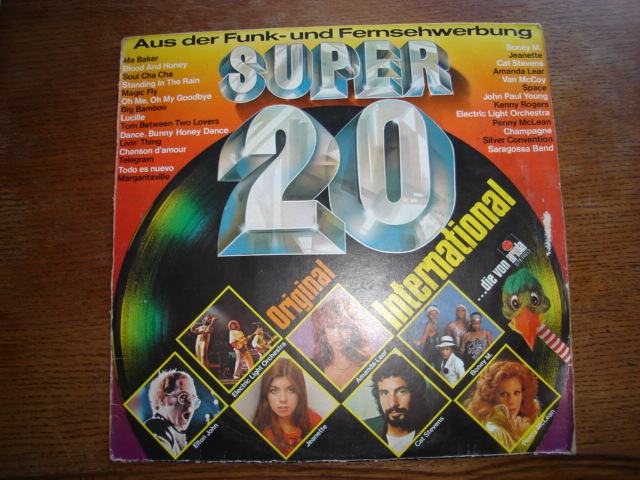 Aus der Funk- und Fernsehwerbung
SUPER
20
Ma Baker
Blood And Honey
Soul Cha Cha
Standing In The Rain
Magic Fly
Oh Me, Oh My Goodbye
Big Bamboo
Lucille
Torn Between Two Lovers
Dance, Bunny Honey Dance
Livin' Thing
Chanson d'amour
Telegram
Todo es nuevo
Margaritaville
Boney M.
Jeanette
Cat Stevens
Amanda Lear
Van McCoy
Space
John Paul Young
Kenny Rogers
Electric Light Orchestra
Penny McLean
Champagne
Silver Convention
Saragossa Band
Original
International
...die von ariola
Electric Light Orchestra
Amanda Lear
Boney M.
Elton John
Jeanette
Cat Stevens
Penny McLean